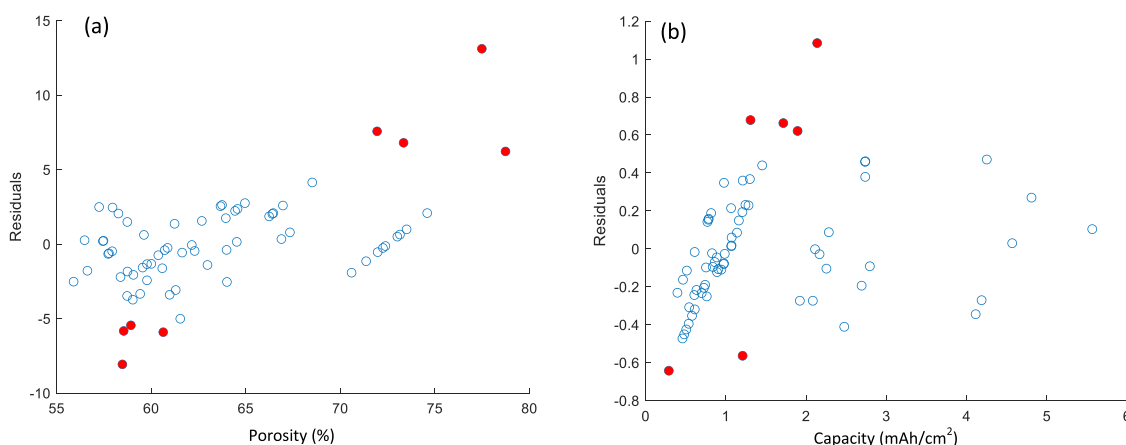 (a)
15
10
5
0
-5
-10
55 60 65 70 75 80
Residuals
Porosity (%)
(b)
1.2
1
0.8
0.6
0.4
0.2
0
-0.2
-0.4
-0.6
-0.8
0 1 2 3 4 5 6
Residuals
Capacity (mAh/cm²)